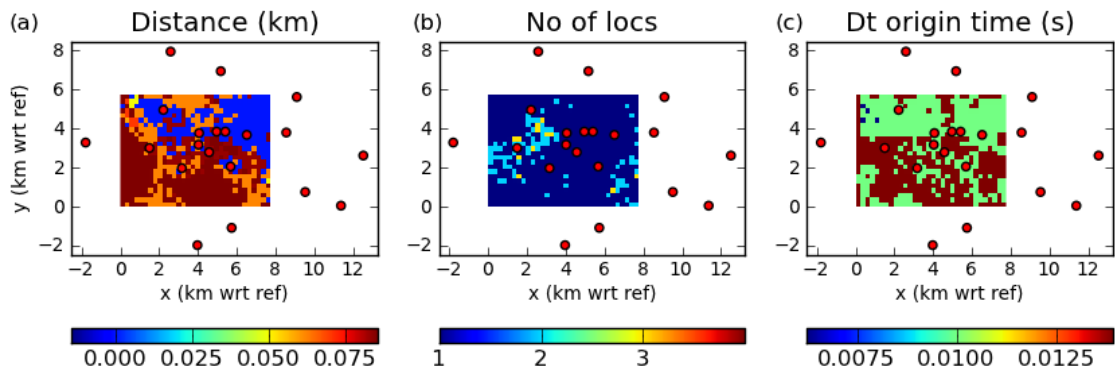 (a) Distance (km) (b) No of locs (c) Dt origin time (s)
8 8 8
6 6 6
4 4 4
2 2 2
0 0 0
−2 −2 −2
y (km wrt ref)
−2 0 2 4 6 8 10 12 −2 0 2 4 6 8 10 12 −2 0 2 4 6 8 10 12
x (km wrt ref) x (km wrt ref) x (km wrt ref)
0.000 0.025 0.050 0.075 1 2 3 0.0075 0.0100 0.0125